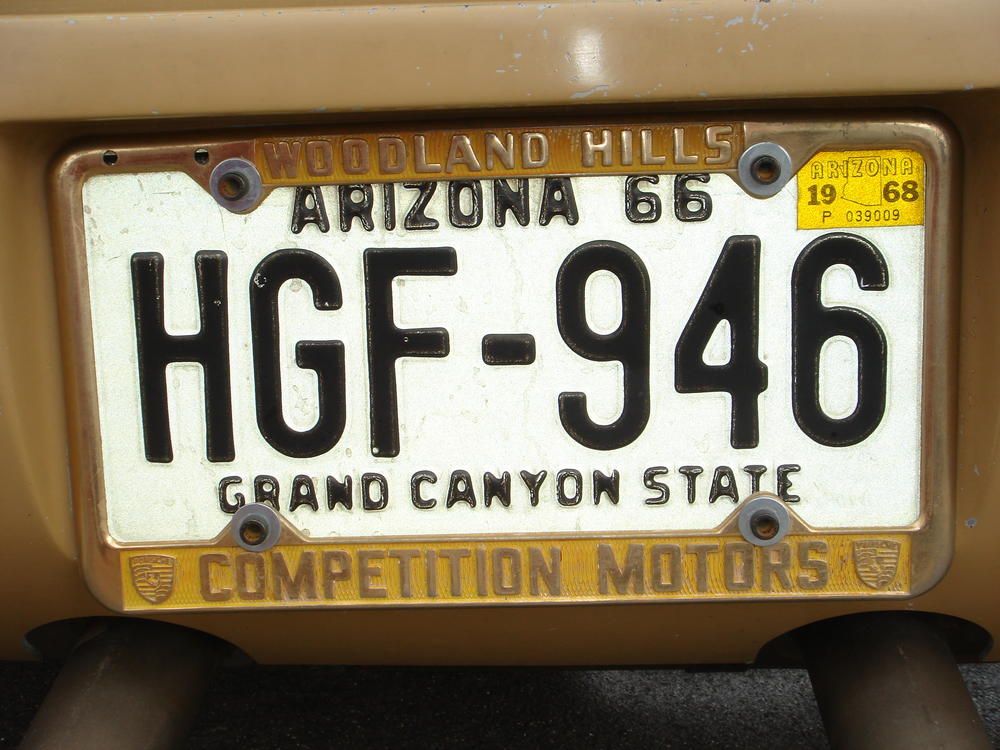 WOODLAND HILLS
ARIZONA 66
ARIZONA
19 68
P 039009
HGF-946
GRAND CANYON STATE
COMPETITION MOTORS